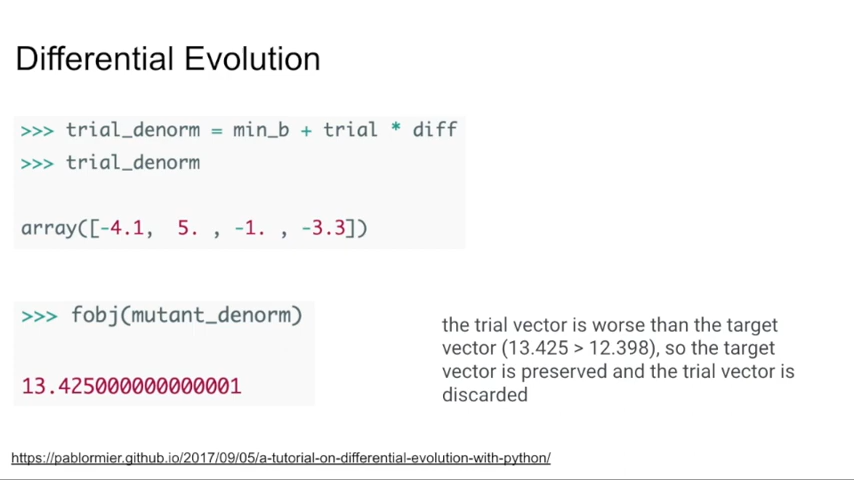 Differential Evolution
>>> trial_denorm = min_b + trial * diff
>>> trial_denorm
array([-4.1,  5. , -1. , -3.3])
>>> fobj(mutant_denorm)
13.425000000000001
the trial vector is worse than the target
vector (13.425 > 12.398), so the target
vector is preserved and the trial vector is
discarded
https://pablormier.github.io/2017/09/05/a-tutorial-on-differential-evolution-with-python/